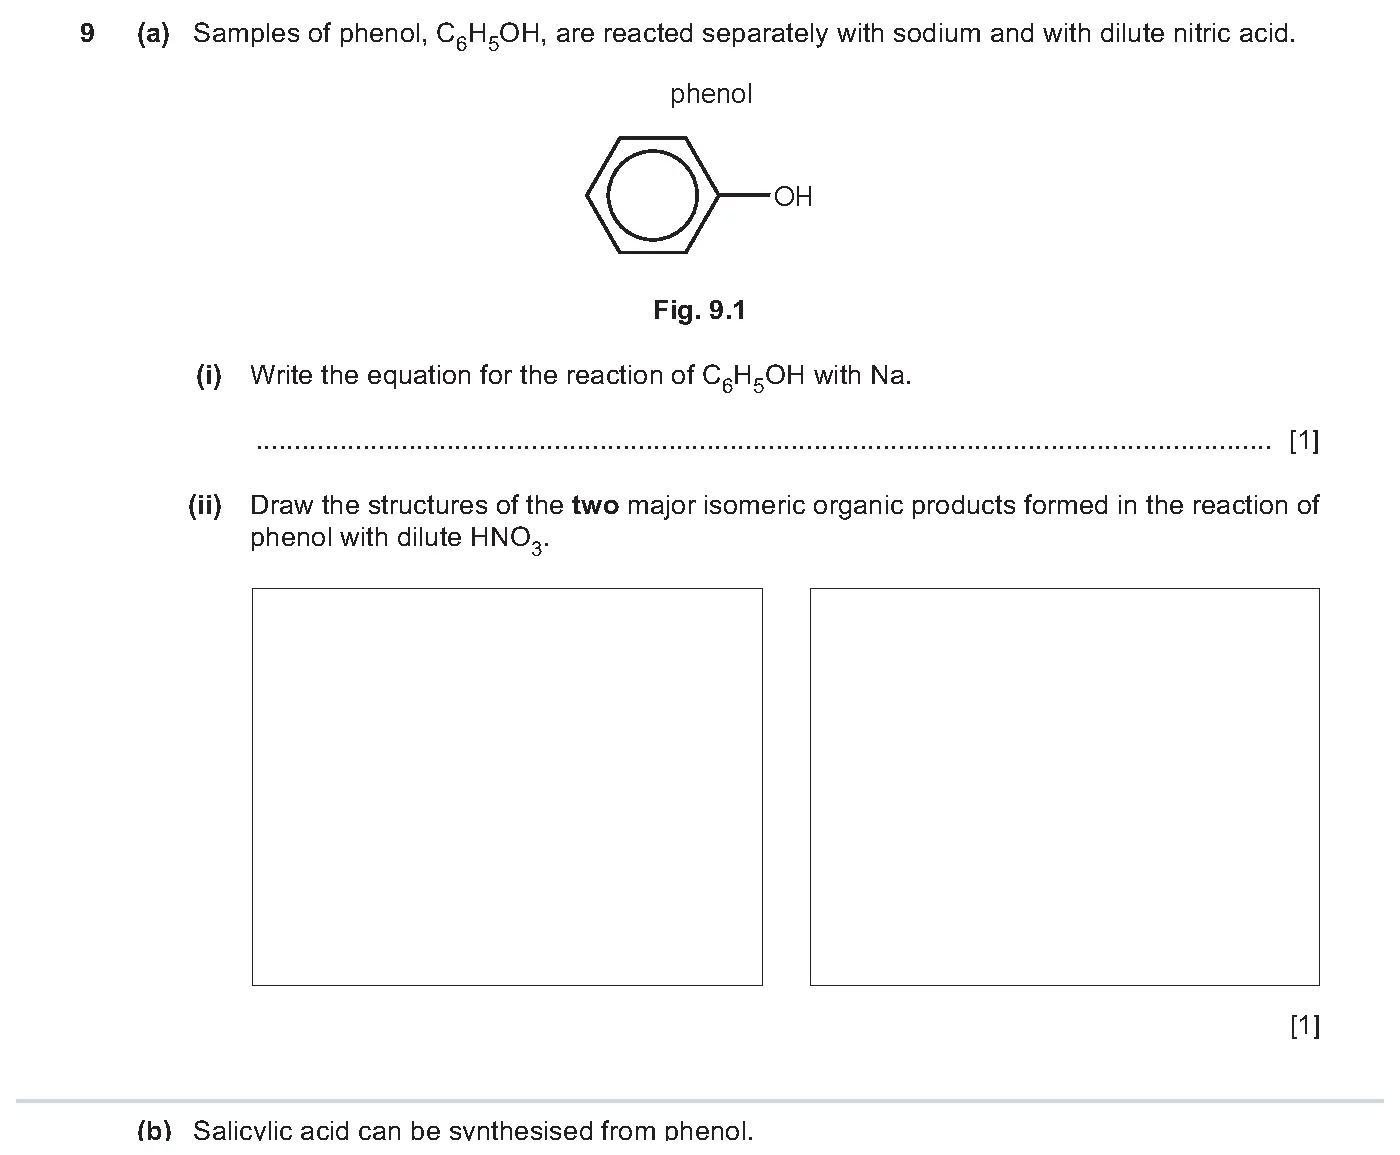 9 (a) Samples of phenol, C₆H₅OH, are reacted separately with sodium and with dilute nitric acid.
phenol
OH
Fig. 9.1
(i) Write the equation for the reaction of C₆H₅OH with Na.
.......................................................................................................................................... [1]
(ii) Draw the structures of the two major isomeric organic products formed in the reaction of
phenol with dilute HNO₃.
[1]
(b) Salicylic acid can be synthesised from phenol.